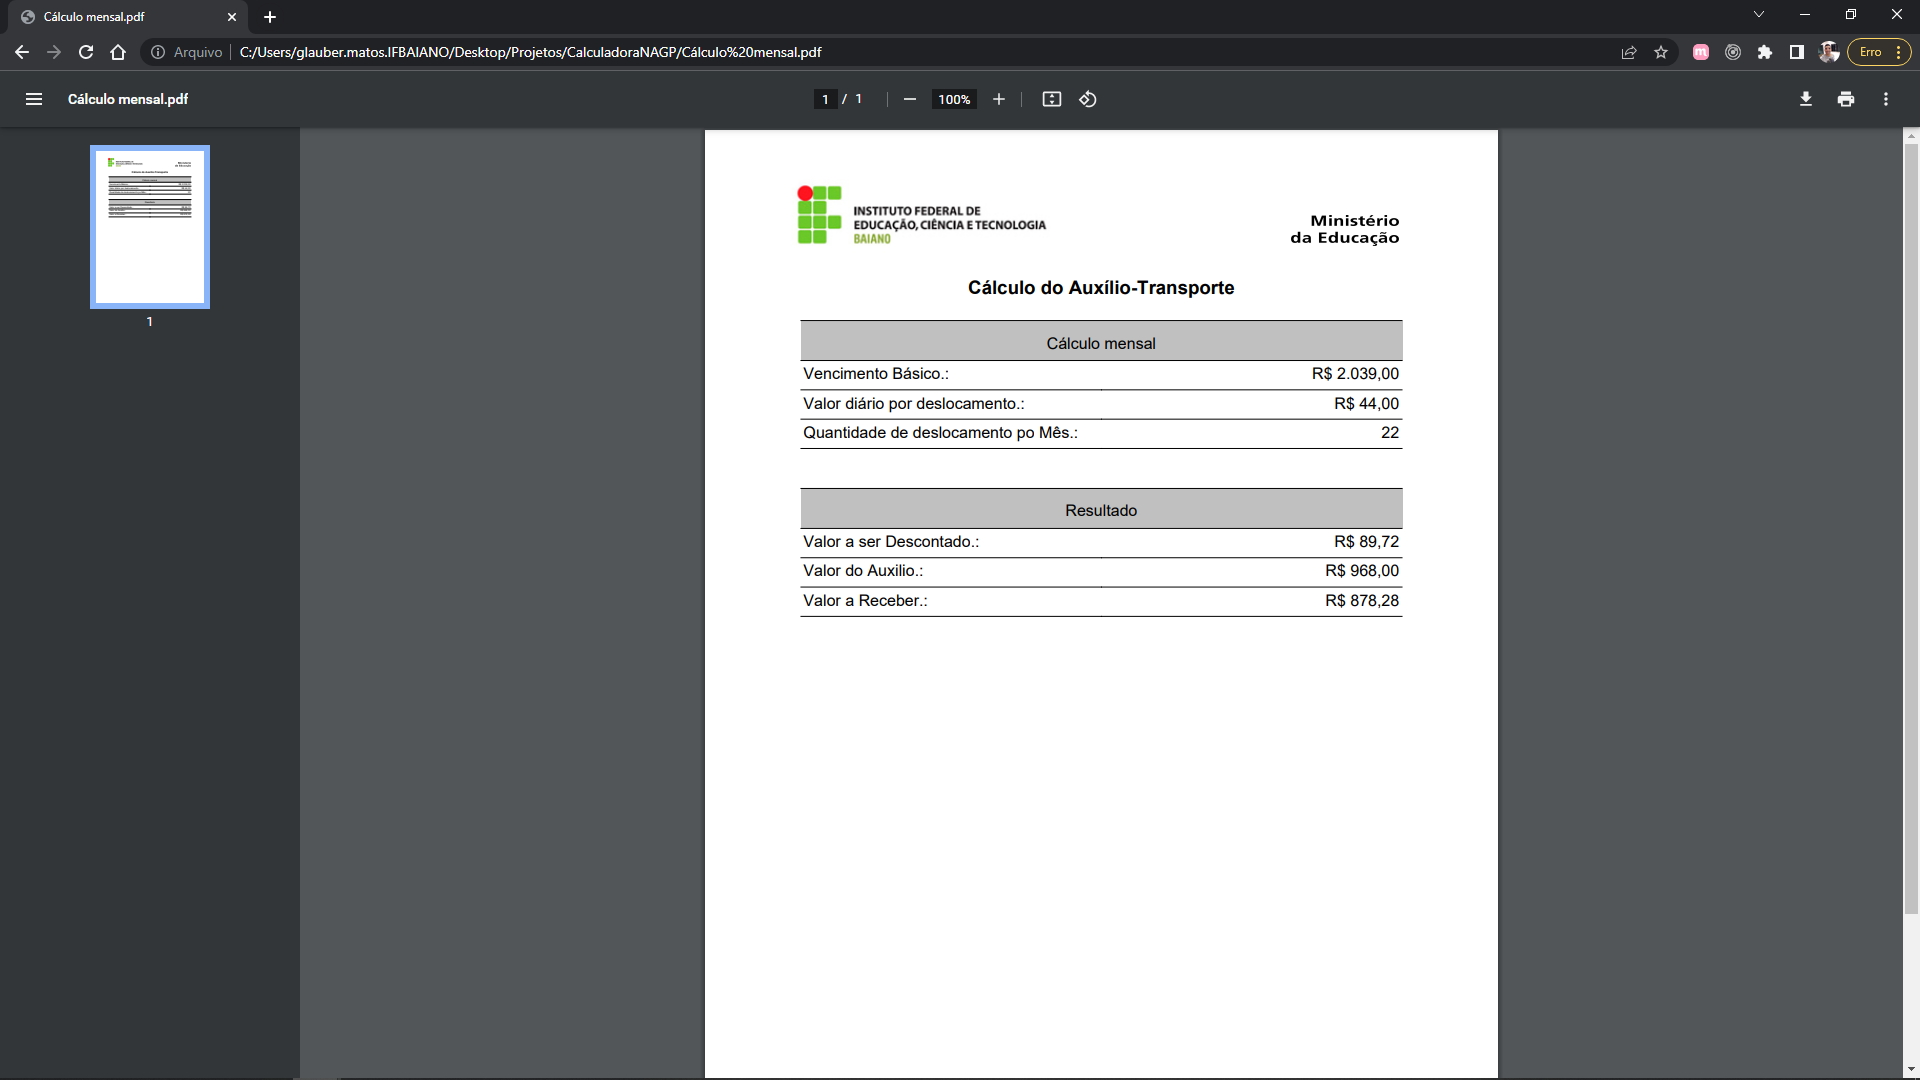 Cálculo mensal.pdf
Arquivo C:/Users/glauber.matos.IFBAIANO/Desktop/Projetos/CalculadoraNAGP/Cálculo%20mensal.pdf
Erro
Cálculo mensal.pdf
1 / 1
100%
1
INSTITUTO FEDERAL DE
EDUCAÇÃO, CIÊNCIA E TECNOLOGIA
BAIANO
Ministério
da Educação
Cálculo do Auxílio-Transporte
Cálculo mensal
Vencimento Básico.: R$ 2.039,00
Valor diário por deslocamento.: R$ 44,00
Quantidade de deslocamento po Mês.: 22
Resultado
Valor a ser Descontado.: R$ 89,72
Valor do Auxilio.: R$ 968,00
Valor a Receber.: R$ 878,28